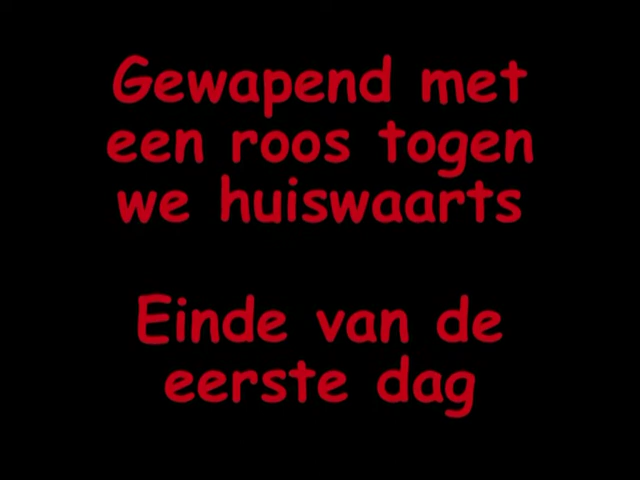 Gewapend met
een roos togen
we huiswaarts
Einde van de
eerste dag